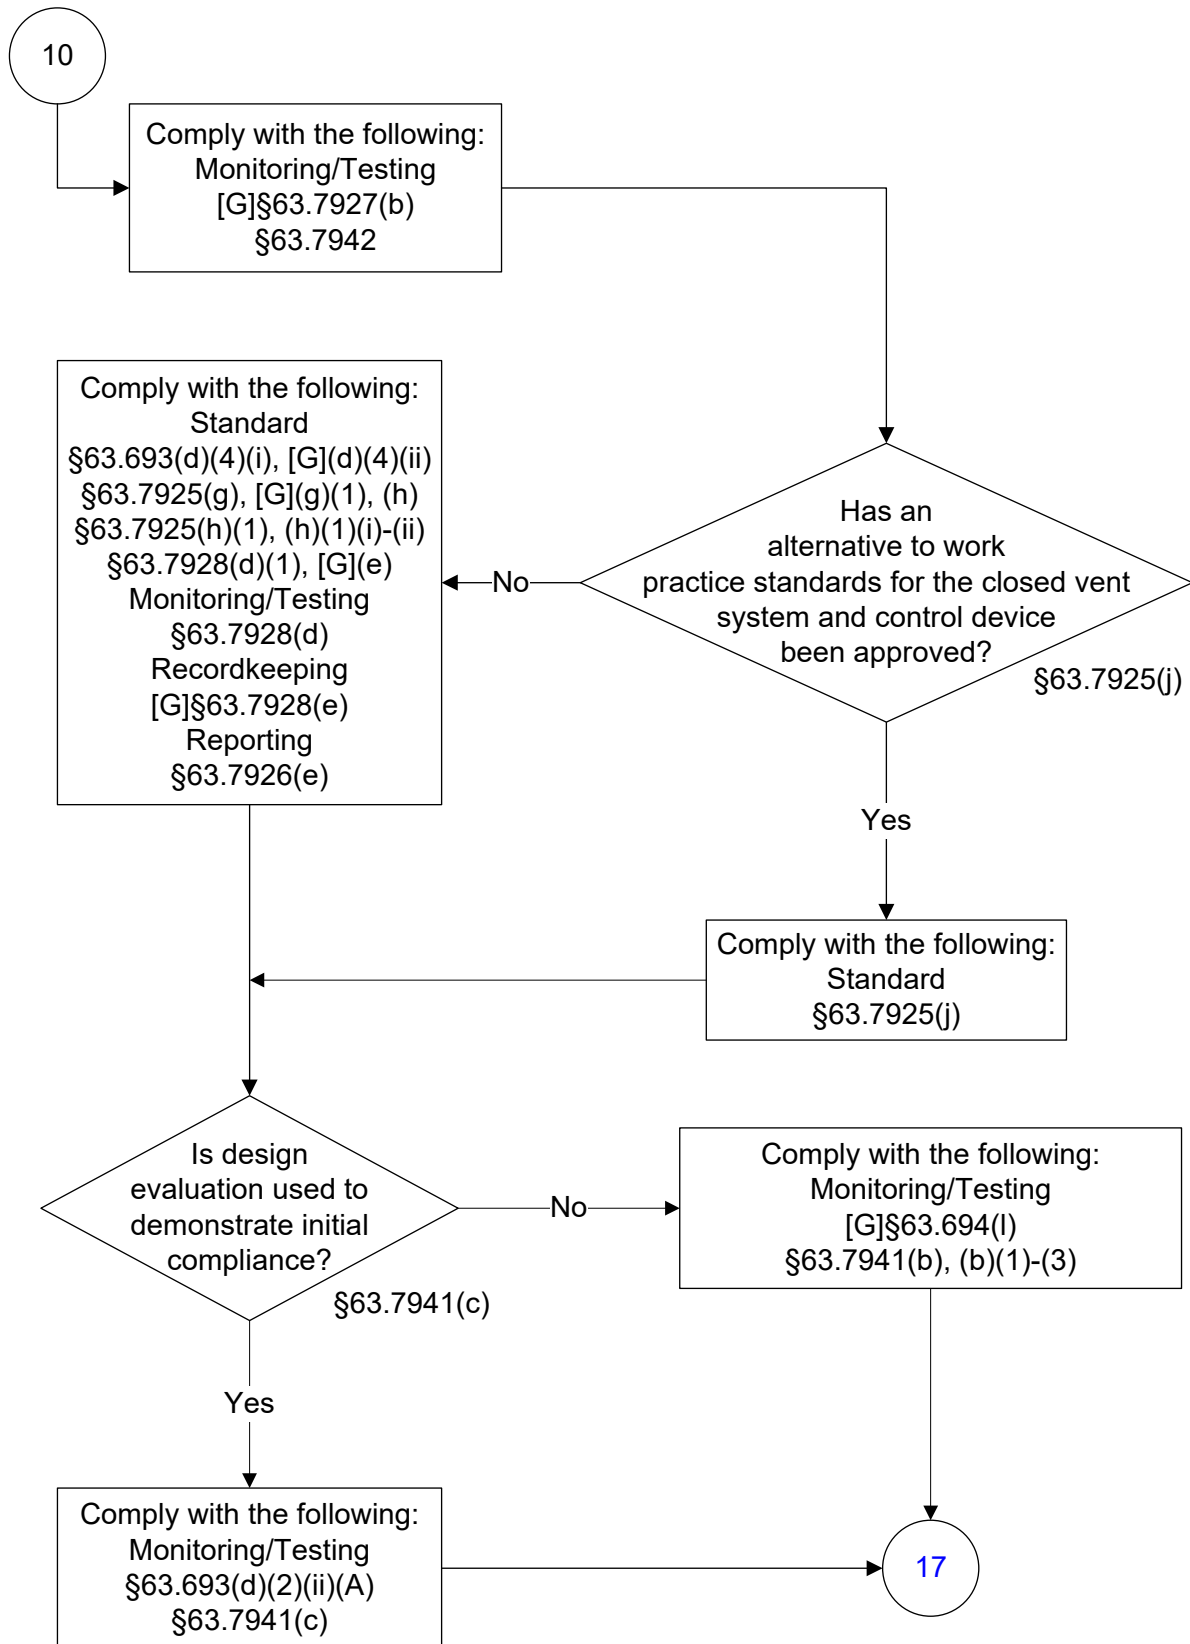 10
Comply with the following:
Monitoring/Testing
[G]§63.7927(b)
§63.7942
Has an
alternative to work
practice standards for the closed vent
system and control device
been approved?
§63.7925(j)
No
Comply with the following:
Standard
§63.693(d)(4)(i), [G](d)(4)(ii)
§63.7925(g), [G](g)(1), (h)
§63.7925(h)(1), (h)(1)(i)-(ii)
§63.7928(d)(1), [G](e)
Monitoring/Testing
§63.7928(d)
Recordkeeping
[G]§63.7928(e)
Reporting
§63.7926(e)
Yes
Comply with the following:
Standard
§63.7925(j)
Is design
evaluation used to
demonstrate initial
compliance?
§63.7941(c)
No
Comply with the following:
Monitoring/Testing
[G]§63.694(l)
§63.7941(b), (b)(1)-(3)
Yes
Comply with the following:
Monitoring/Testing
§63.693(d)(2)(ii)(A)
§63.7941(c)
17